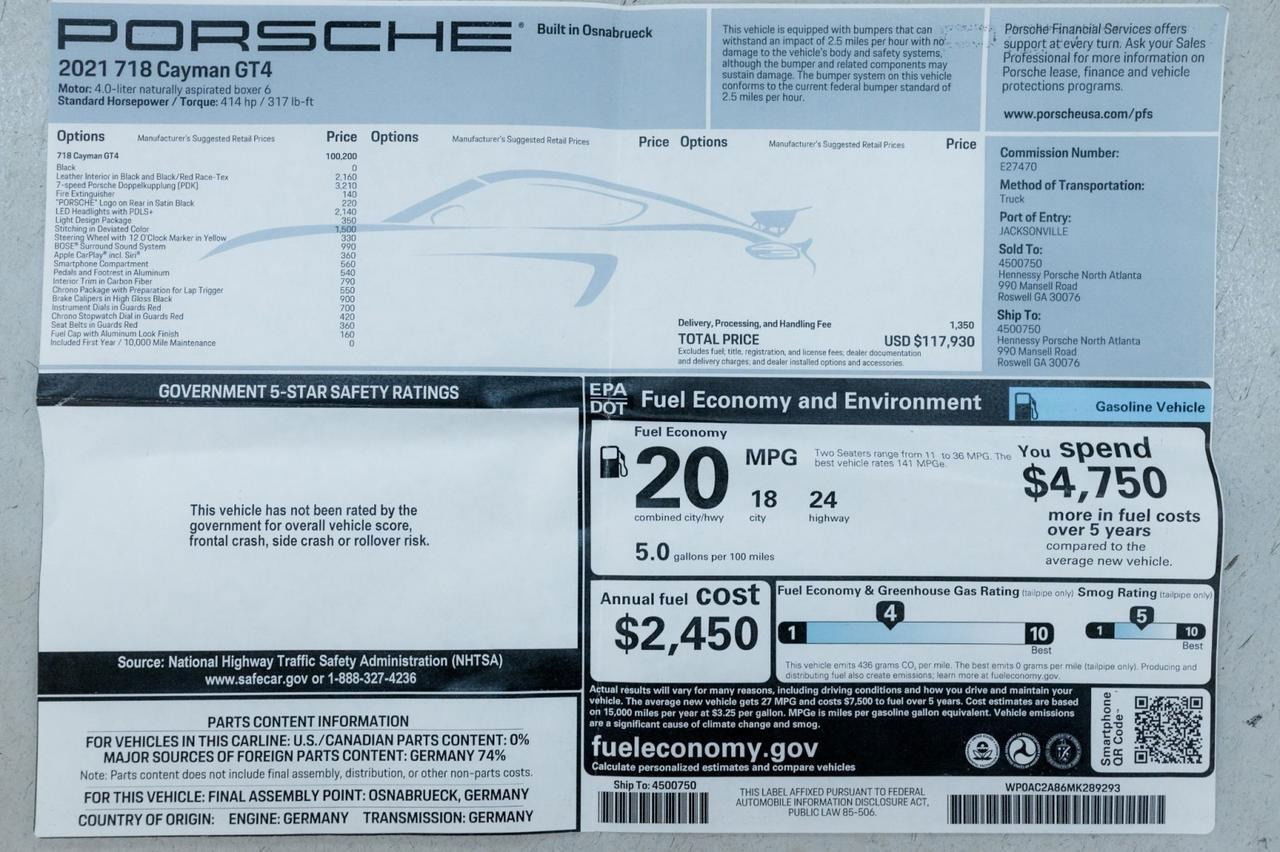 PORSCHE®
Built in Osnabrueck
2021 718 Cayman GT4
Motor: 4.0-liter naturally aspirated boxer 6
Standard Horsepower / Torque: 414 hp / 317 lb-ft
This vehicle is equipped with bumpers that can
withstand an impact of 2.5 miles per hour with no
damage to the vehicle's body and safety systems,
although the bumper and related components may
sustain damage. The bumper system on this vehicle
conforms to the current federal bumper standard of
2.5 miles per hour.
Porsche Financial Services offers
support at every turn. Ask your Sales
Professional for more information on
Porsche lease, finance and vehicle
protections programs.
www.porscheusa.com/pfs
Options Manufacturer's Suggested Retail Prices Price Options Manufacturer's Suggested Retail Prices Price Options Manufacturer's Suggested Retail Prices Price
718 Cayman GT4 100,200
Black 0
Leather Interior in Black and Black/Red Race-Tex 2,160
7-speed Porsche Doppelkupplung [PDK] 3,210
Fire Extinguisher 140
"PORSCHE" Logo on Rear in Satin Black 220
LED Headlights with PDLS+ 2,140
Light Design Package 350
Stitching in Deviated Color 1,500
Steering Wheel with 12 O'Clock Marker in Yellow 330
BOSE® Surround Sound System 990
Apple CarPlay® incl. Siri® 360
Smartphone Compartment 560
Pedals and Footrest in Aluminum 540
Interior Trim in Carbon Fiber 790
Chrono Package with Preparation for Lap Trigger 550
Brake Calipers in High Gloss Black 900
Instrument Dials in Guards Red 700
Chrono Stopwatch Dial in Guards Red 420
Seat Belts in Guards Red 360
Fuel Cap with Aluminum Look Finish 160
Included First Year / 10,000 Mile Maintenance 0
Delivery, Processing, and Handling Fee 1,350
TOTAL PRICE USD $117,930
Excludes fuel; title, registration, and license fees; dealer documentation
and delivery charges; and dealer installed options and accessories.
Commission Number:
E27470
Method of Transportation:
Truck
Port of Entry:
JACKSONVILLE
Sold To:
4500750
Hennessy Porsche North Atlanta
990 Mansell Road
Roswell GA 30076
Ship To:
4500750
Hennessy Porsche North Atlanta
990 Mansell Road
Roswell GA 30076
GOVERNMENT 5-STAR SAFETY RATINGS
This vehicle has not been rated by the
government for overall vehicle score,
frontal crash, side crash or rollover risk.
Source: National Highway Traffic Safety Administration (NHTSA)
www.safecar.gov or 1-888-327-4236
PARTS CONTENT INFORMATION
FOR VEHICLES IN THIS CARLINE: U.S./CANADIAN PARTS CONTENT: 0%
MAJOR SOURCES OF FOREIGN PARTS CONTENT: GERMANY 74%
Note: Parts content does not include final assembly, distribution, or other non-parts costs.
FOR THIS VEHICLE: FINAL ASSEMBLY POINT: OSNABRUECK, GERMANY
COUNTRY OF ORIGIN: ENGINE: GERMANY TRANSMISSION: GERMANY
EPA
DOT
Fuel Economy and Environment
Gasoline Vehicle
Fuel Economy
20 MPG
combined city/hwy
18
city
24
highway
5.0 gallons per 100 miles
Two Seaters range from 11 to 36 MPG. The
best vehicle rates 141 MPGe.
You spend
$4,750
more in fuel costs
over 5 years
compared to the
average new vehicle.
Annual fuel cost
$2,450
Fuel Economy & Greenhouse Gas Rating (tailpipe only)
4
1 10
Best
Smog Rating (tailpipe only)
5
1 10
Best
This vehicle emits 436 grams CO2 per mile. The best emits 0 grams per mile (tailpipe only). Producing and
distributing fuel also create emissions; learn more at fueleconomy.gov.
Actual results will vary for many reasons, including driving conditions and how you drive and maintain your
vehicle. The average new vehicle gets 27 MPG and costs $7,500 to fuel over 5 years. Cost estimates are based
on 15,000 miles per year at $3.25 per gallon. MPGe is miles per gasoline gallon equivalent. Vehicle emissions
are a significant cause of climate change and smog.
fueleconomy.gov
Calculate personalized estimates and compare vehicles
Smartphone
QR Code™
Ship To: 4500750
THIS LABEL AFFIXED PURSUANT TO FEDERAL
AUTOMOBILE INFORMATION DISCLOSURE ACT,
PUBLIC LAW 85-506.
WP0AC2A86MK289293